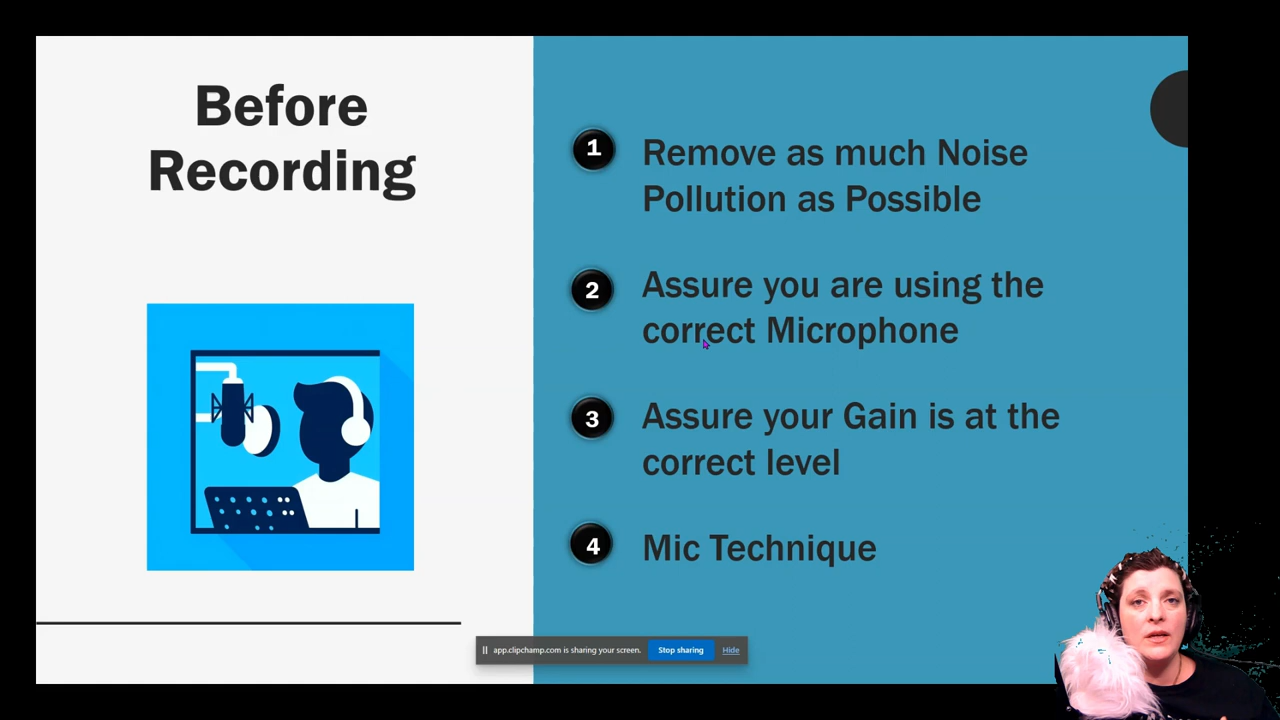 Before
Recording
1
Remove as much Noise
Pollution as Possible
2
Assure you are using the
correct Microphone
3
Assure your Gain is at the
correct level
4
Mic Technique
app.clipchamp.com is sharing your screen.
Stop sharing
Hide